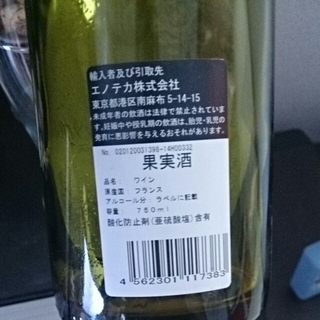 輸入者及び引取先
エノテカ株式会社
東京都港区南麻布5-14-15
未成年者の飲酒は法律で禁止されています。
妊娠中や授乳期の飲酒は、胎児・乳児の
発育に悪影響を与えるおそれがあります。
No 020120031398-14H00332
果実酒
品名: ワイン
原産国: フランス
アルコール分: ラベルに記載
容量 750ml
酸化防止剤(亜硫酸塩)含有
4562301117383